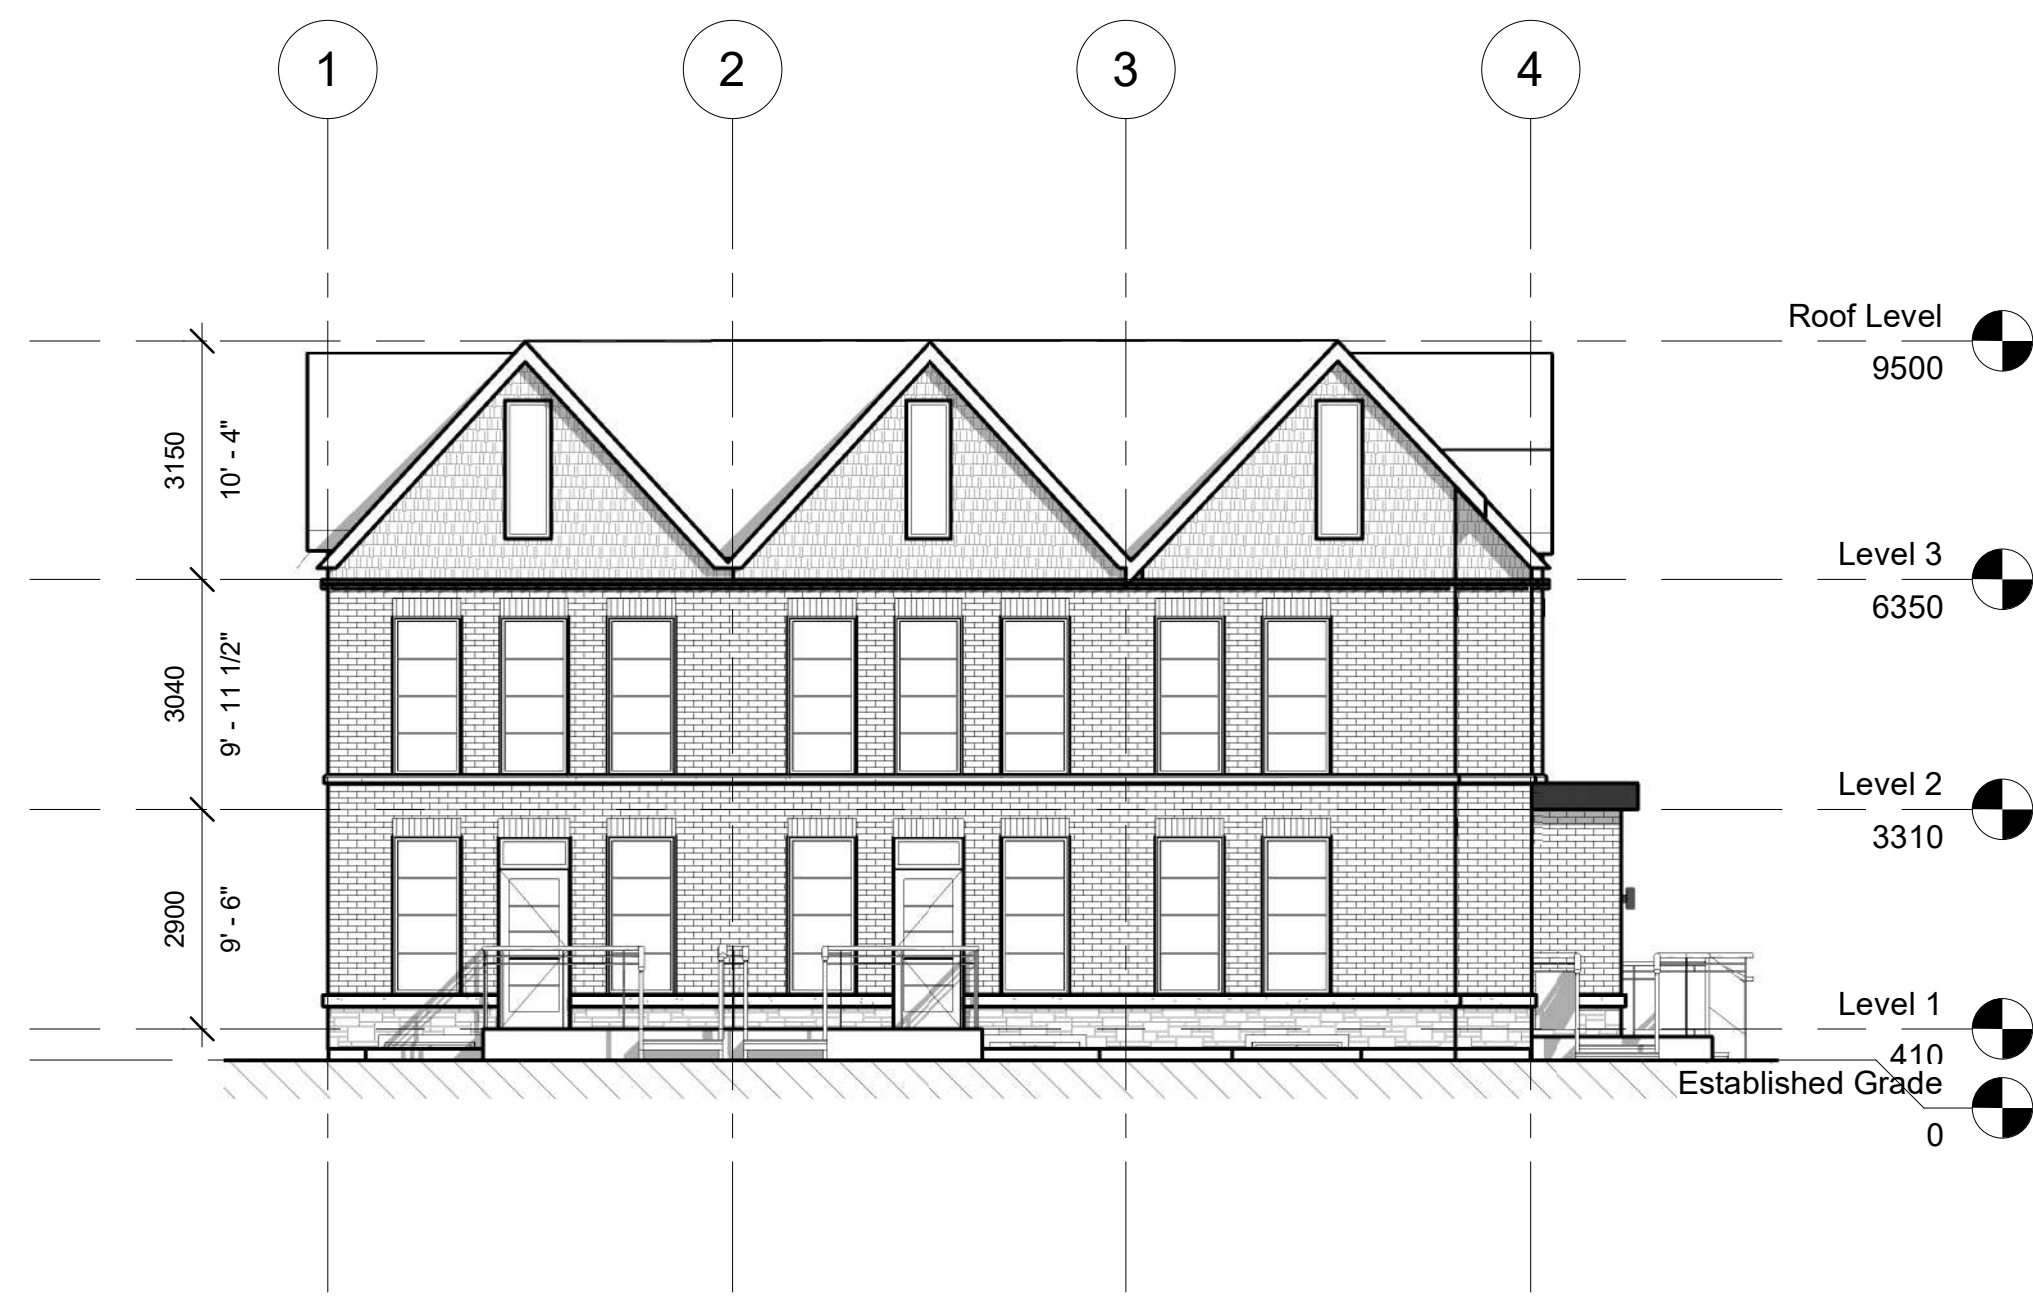 1
2
3
4
Roof Level
9500
3150
10' - 4"
Level 3
6350
3040
9' - 11 1/2"
Level 2
3310
2900
9' - 6"
Level 1
410
Established Grade
0